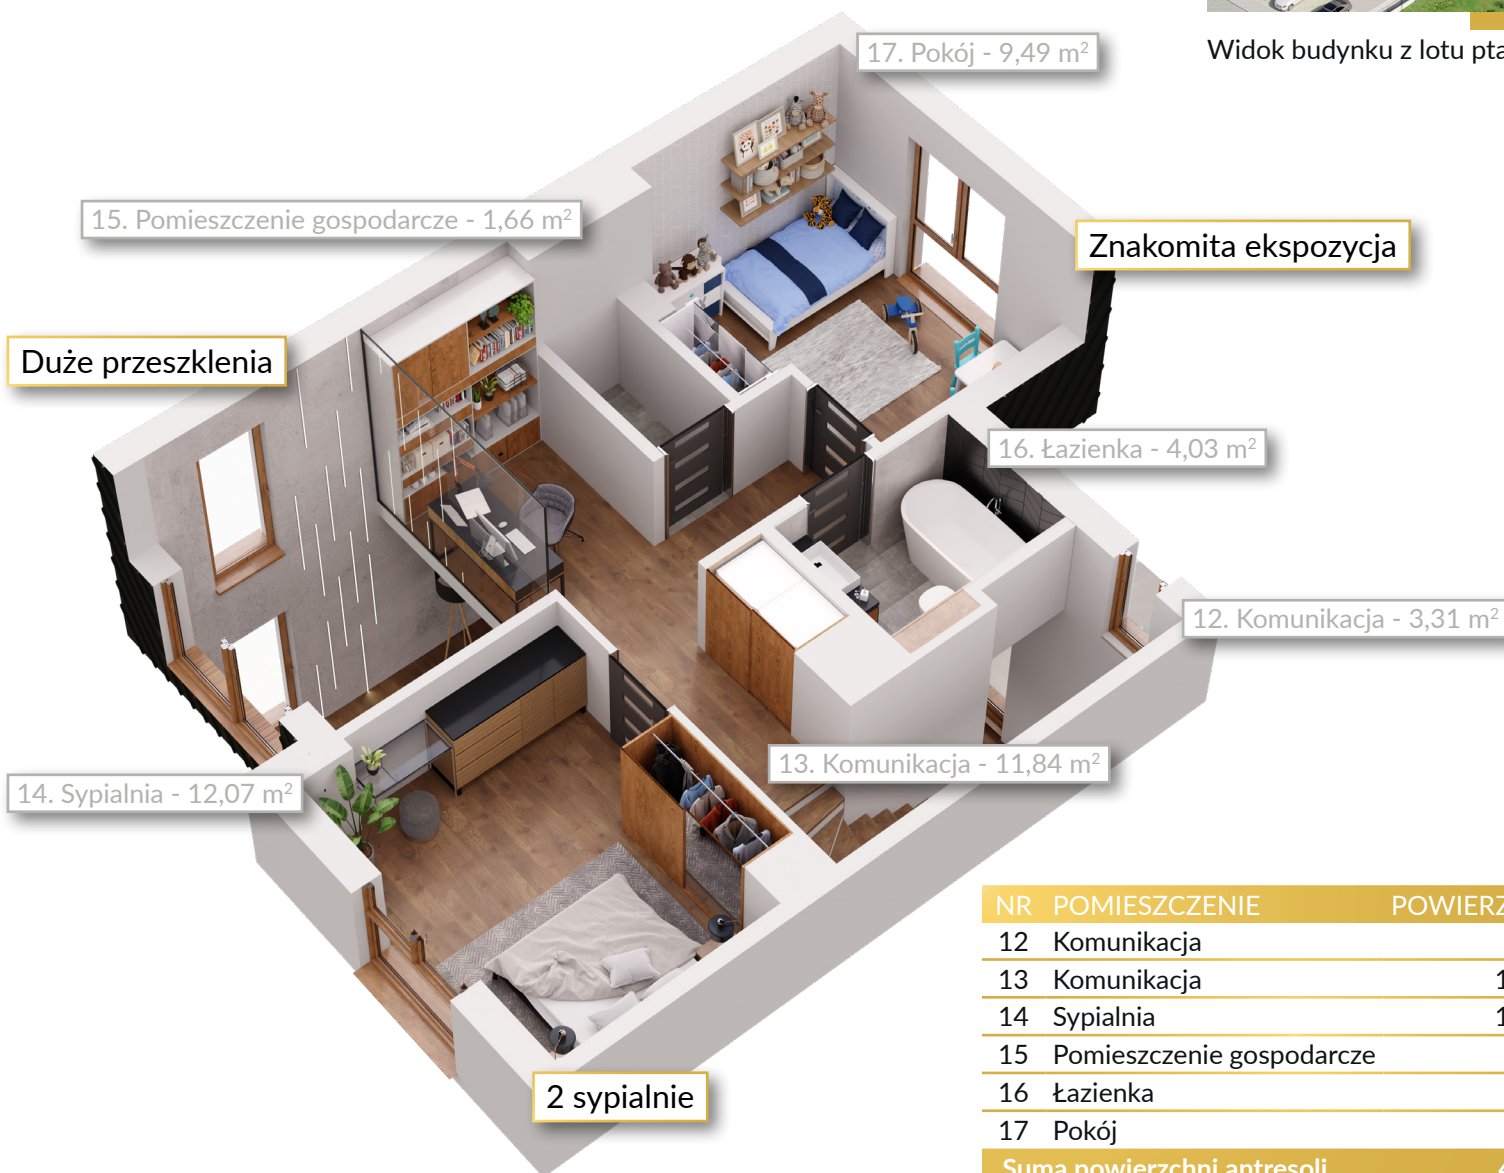 17. Pokój - 9,49 m²
Widok budynku z lotu
15. Pomieszczenie gospodarcze - 1,66 m²
Znakomita ekspozycja
Duże przeszklenia
16. Łazienka - 4,03 m²
12. Komunikacja - 3,31 m²
13. Komunikacja - 11,84 m²
14. Sypialnia - 12,07 m²
2 sypialnie
NR POMIESZCZENIE
12 Komunikacja
13 Komunikacja
14 Sypialnia
15 Pomieszczenie gospodarcze
16 Łazienka
17 Pokój
Suma powierzchni antresoli